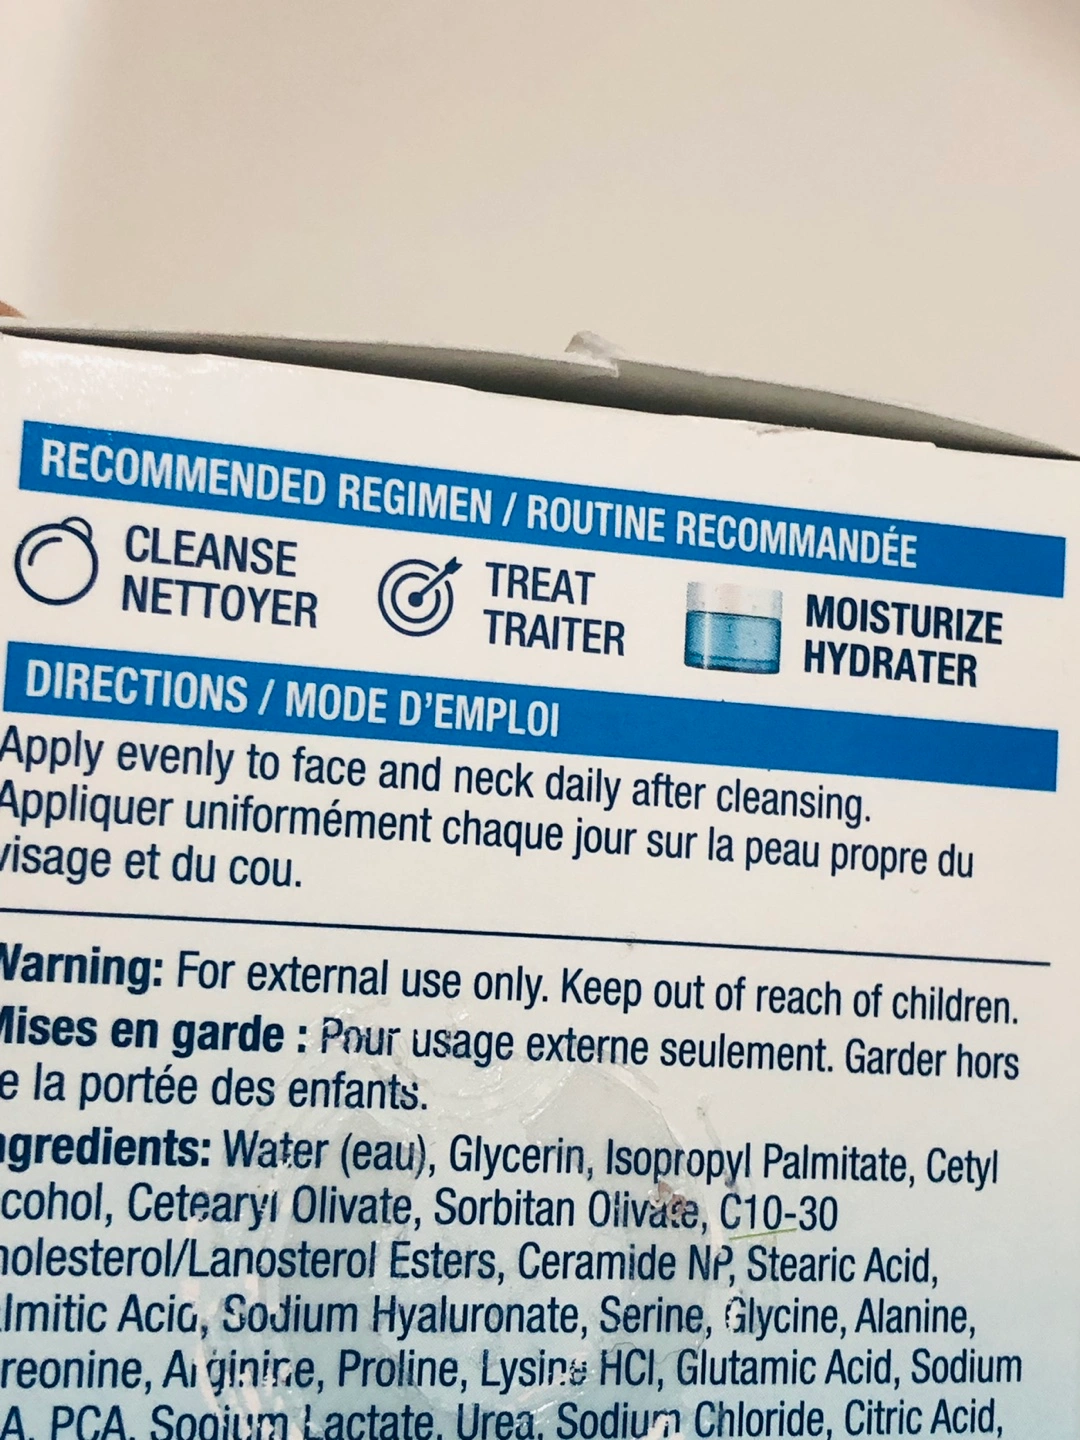 RECOMMENDED REGIMEN / ROUTINE RECOMMANDÉE
CLEANSE
NETTOYER
TREAT
TRAITER
MOISTURIZE
HYDRATER
DIRECTIONS / MODE D'EMPLOI
Apply evenly to face and neck daily after cleansing.
Appliquer uniformément chaque jour sur la peau propre du
visage et du cou.
Warning: For external use only. Keep out of reach of children.
Mises en garde : Pour usage externe seulement. Garder hors
e la portée des enfants.
ngredients: Water (eau), Glycerin, Isopropyl Palmitate, Cetyl
cohol, Cetearyl Olivate, Sorbitan Olivate, C10-30
holesterol/Lanosterol Esters, Ceramide NP, Stearic Acid,
lmitic Acid, Sodium Hyaluronate, Serine, Glycine, Alanine,
reonine, Arginine, Proline, Lysine HCl, Glutamic Acid, Sodium
A, PCA, Sodium Lactate, Urea, Sodium Chloride, Citric Acid,